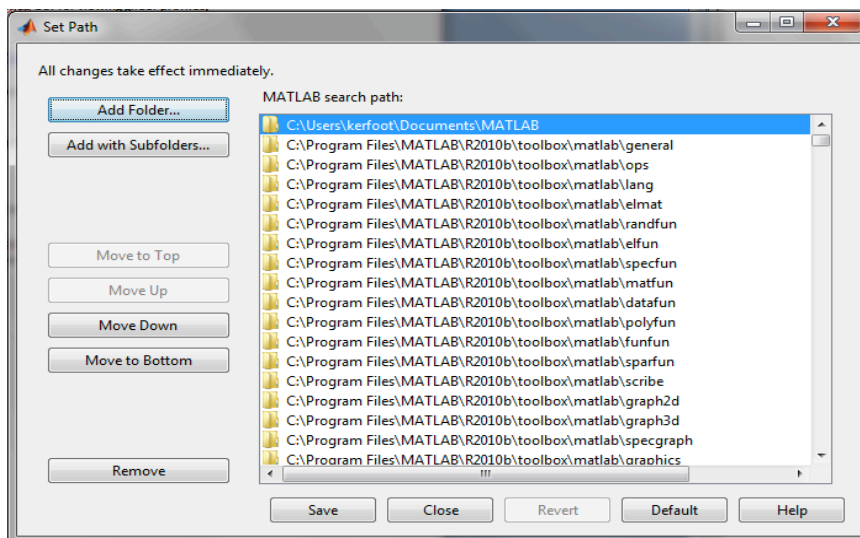 Set Path
All changes take effect immediately.
Add Folder...
Add with Subfolders...
Move to Top
Move Up
Move Down
Move to Bottom
Remove
MATLAB search path:
C:\Users\kerfoot\Documents\MATLAB
C:\Program Files\MATLAB\R2010b\toolbox\matlab\general
C:\Program Files\MATLAB\R2010b\toolbox\matlab\ops
C:\Program Files\MATLAB\R2010b\toolbox\matlab\lang
C:\Program Files\MATLAB\R2010b\toolbox\matlab\elmat
C:\Program Files\MATLAB\R2010b\toolbox\matlab\randfun
C:\Program Files\MATLAB\R2010b\toolbox\matlab\elfun
C:\Program Files\MATLAB\R2010b\toolbox\matlab\specfun
C:\Program Files\MATLAB\R2010b\toolbox\matlab\matfun
C:\Program Files\MATLAB\R2010b\toolbox\matlab\datafun
C:\Program Files\MATLAB\R2010b\toolbox\matlab\polyfun
C:\Program Files\MATLAB\R2010b\toolbox\matlab\funfun
C:\Program Files\MATLAB\R2010b\toolbox\matlab\sparfun
C:\Program Files\MATLAB\R2010b\toolbox\matlab\scribe
C:\Program Files\MATLAB\R2010b\toolbox\matlab\graph2d
C:\Program Files\MATLAB\R2010b\toolbox\matlab\graph3d
C:\Program Files\MATLAB\R2010b\toolbox\matlab\specgraph
C:\Program Files\MATLAB\R2010b\toolbox\matlab\graphics
Save Close Revert Default Help